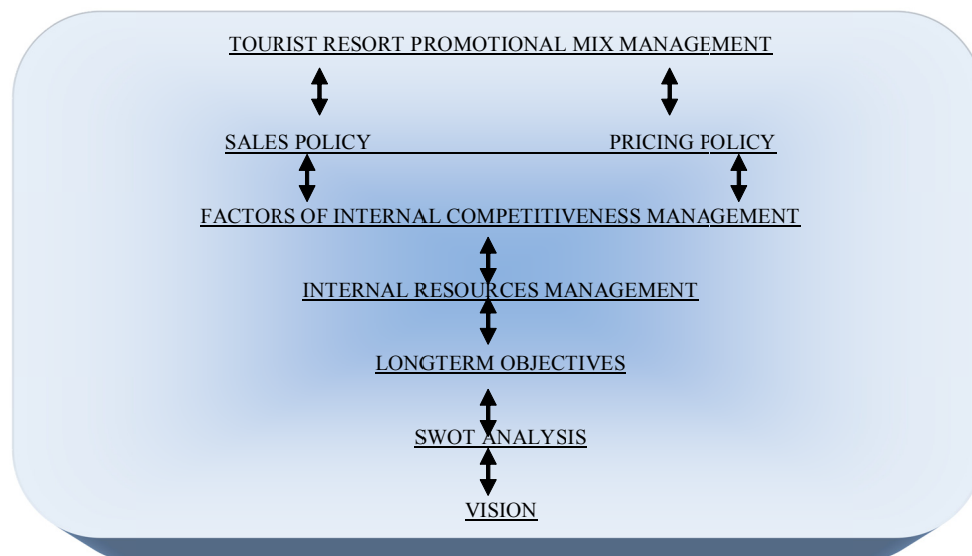 TOURIST RESORT PROMOTIONAL MIX MANAGEMENT
SALES POLICY PRICING POLICY
FACTORS OF INTERNAL COMPETITIVENESS MANAGEMENT
INTERNAL RESOURCES MANAGEMENT
LONGTERM OBJECTIVES
SWOT ANALYSIS
VISION